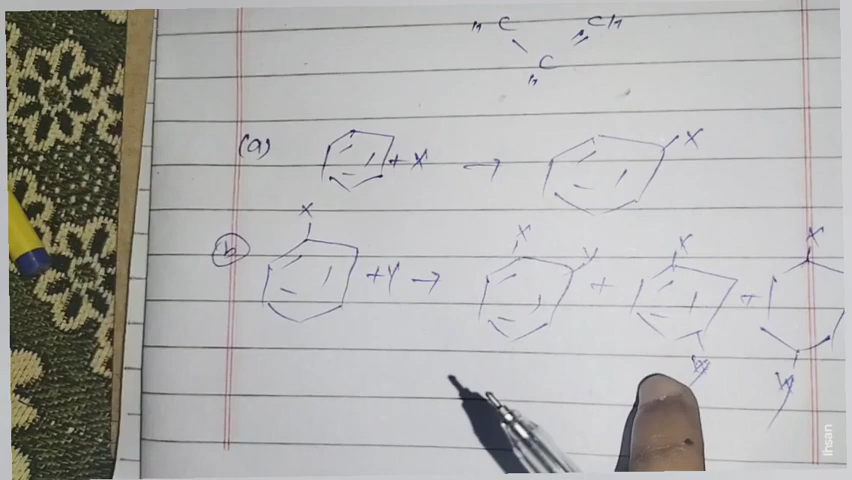 H C CH
C
H
(a) + X → X
X
(b) + Y → X Y + X + X
Y Y
Ihsan